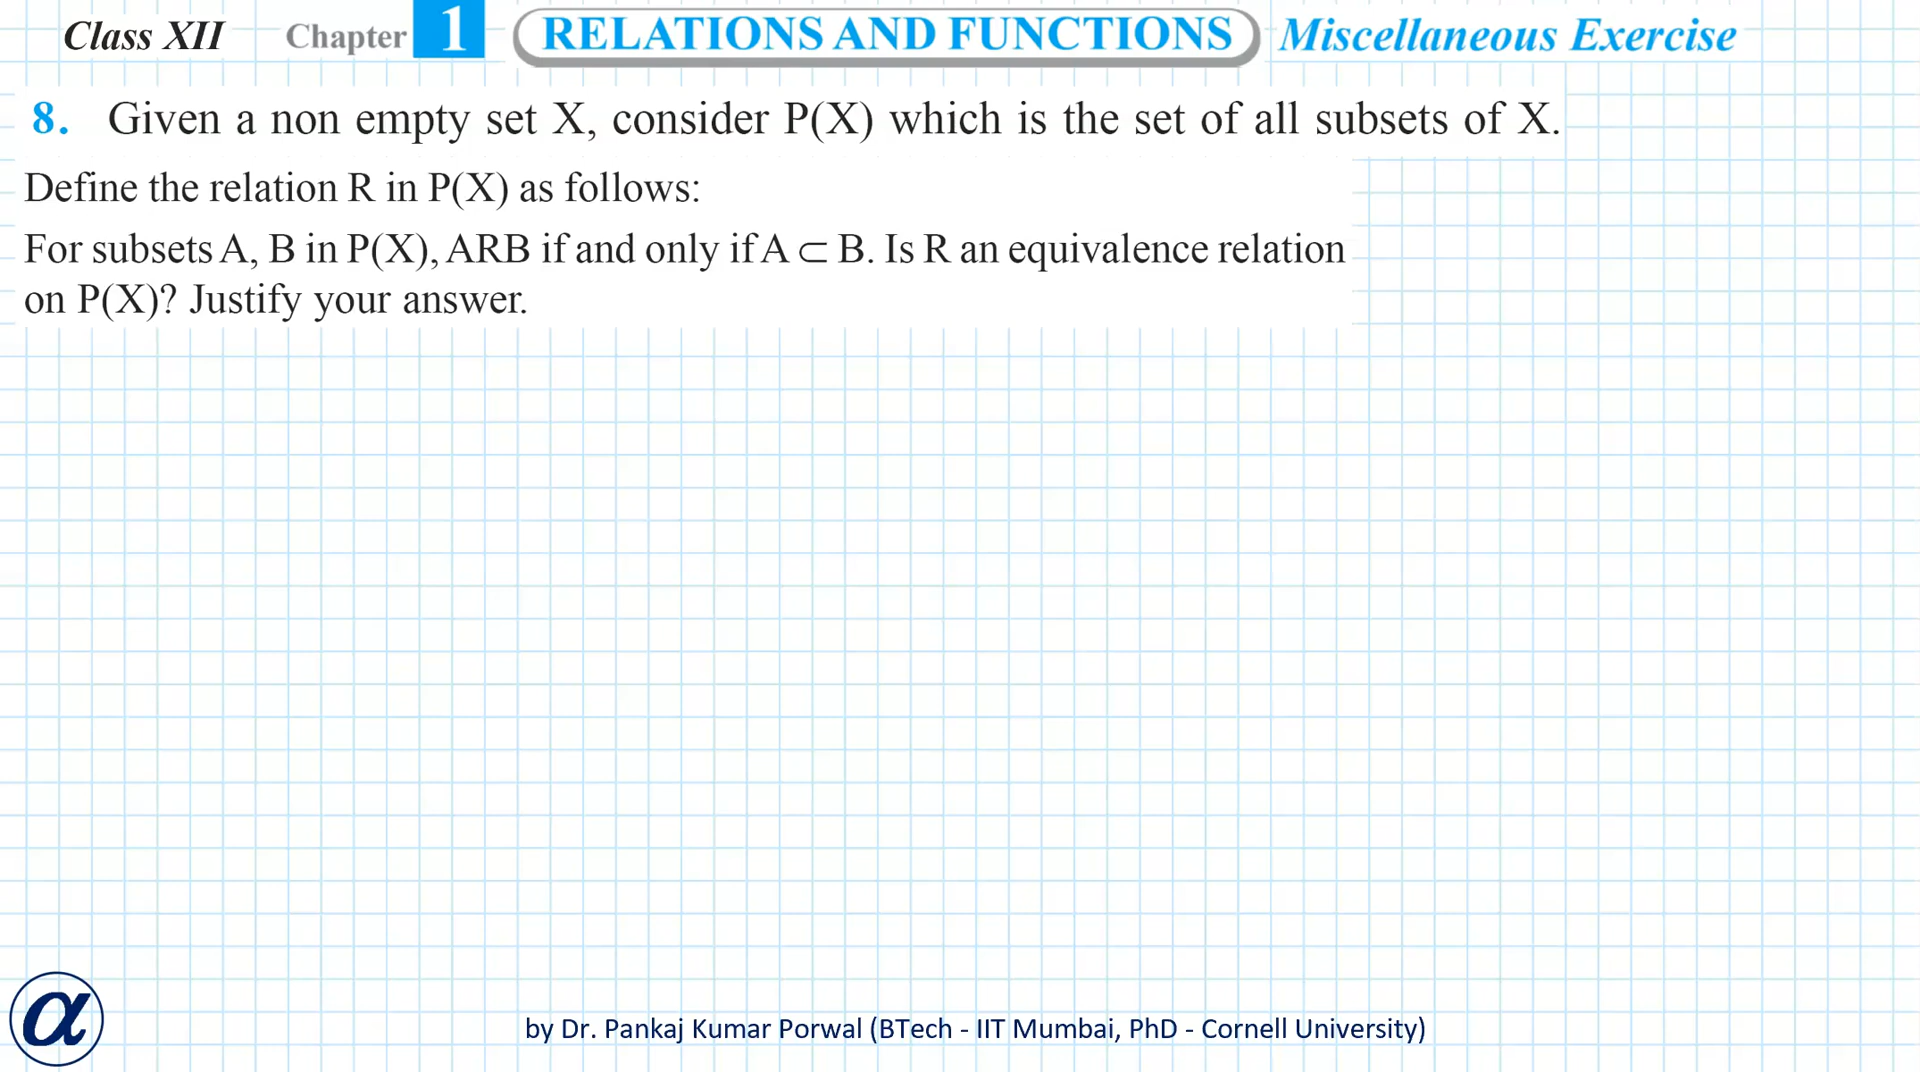 Class XII Chapter 1 RELATIONS AND FUNCTIONS Miscellaneous Exercise
8. Given a non empty set X, consider P(X) which is the set of all subsets of X.
Define the relation R in P(X) as follows:
For subsets A, B in P(X), ARB if and only if A ⊂ B. Is R an equivalence relation
on P(X)? Justify your answer.
α
by Dr. Pankaj Kumar Porwal (BTech - IIT Mumbai, PhD - Cornell University)